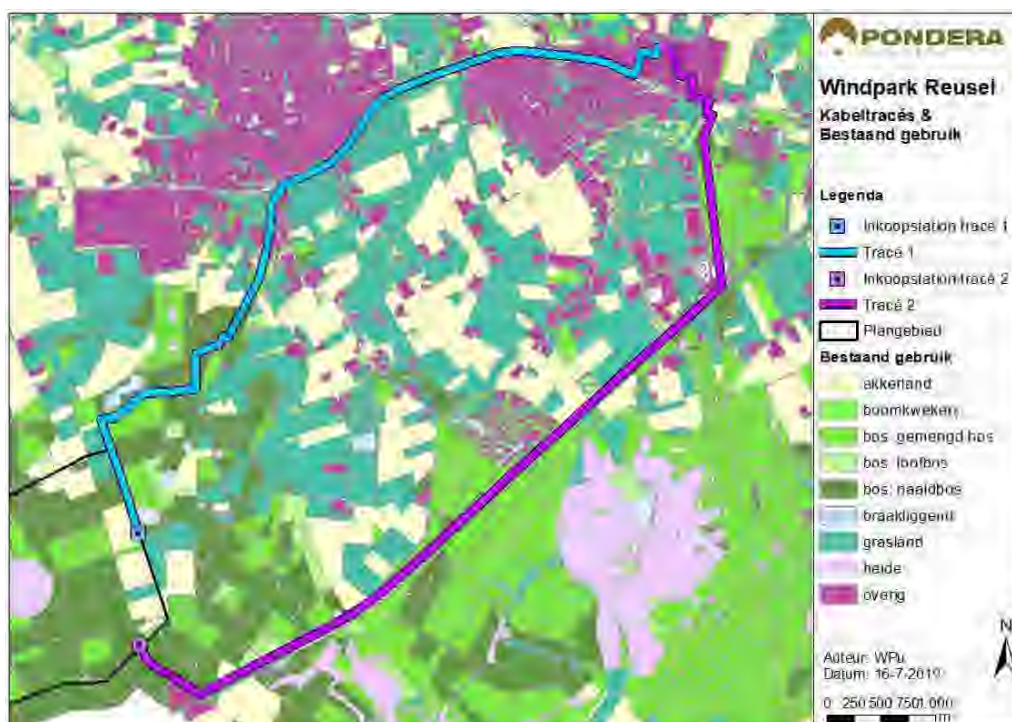 PONDERA
Windpark Reusel
Kabeltracés &
Bestaand gebruik
Legenda
Inkoopstation tracé 1
Tracé 1
Inkoopstation tracé 2
Tracé 2
Plangebied
Bestaand gebruik
akkerland
boomkweken
bos: gemengd bos
bos: loofbos
bos: naaldbos
braakliggend
grasland
heide
overig
N
Auteur: WPu
Datum: 16-7-2019
0 250 500 750 1.000
m